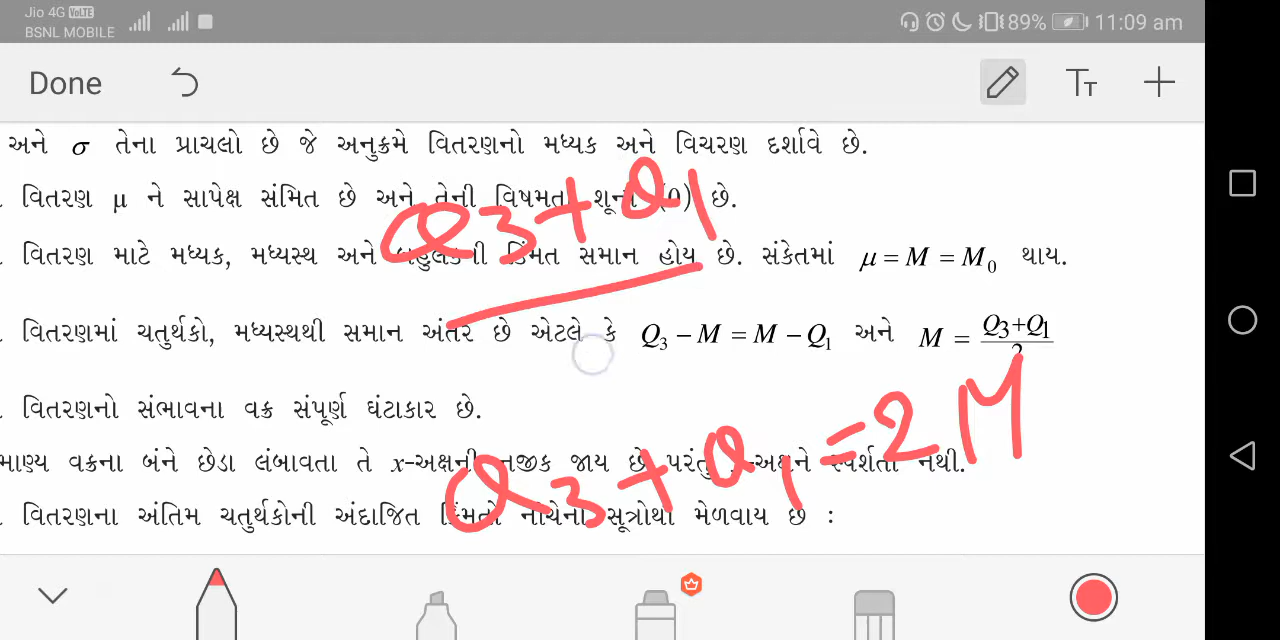 Jio 4G VoLTE
BSNL MOBILE
89% 11:09 am
Done
TT
અને σ તેના પ્રાચલો છે જે અનુક્રમે વિતરણનો મધ્યક અને વિચરણ દર્શાવે છે.
. વિતરણ μ ને સાપેક્ષ સંમિત છે અને તેની વિષમતા શૂન્ય (0) છે.
Q3+Q1
. વિતરણ માટે મધ્યક, મધ્યસ્થ અને બહુલકની કિંમત સમાન હોય છે. સંકેતમાં μ = M = M₀ થાય.
. વિતરણમાં ચતુર્થકો, મધ્યસ્થથી સમાન અંતર છે એટલે કે Q₃ − M = M − Q₁ અને M = Q3+Q1
2
. વિતરણનો સંભાવના વક્ર સંપૂર્ણ ઘંટાકાર છે.
Q3+Q1=2M
માણ્ય વક્રના બંને છેડા લંબાવતા તે x-અક્ષની નજીક જાય છે પરંતુ -અક્ષને સ્પર્શતા નથી.
. વિતરણના અંતિમ ચતુર્થકોની અંદાજિત કિંમતો નીચેના સૂત્રોથી મેળવાય છે :